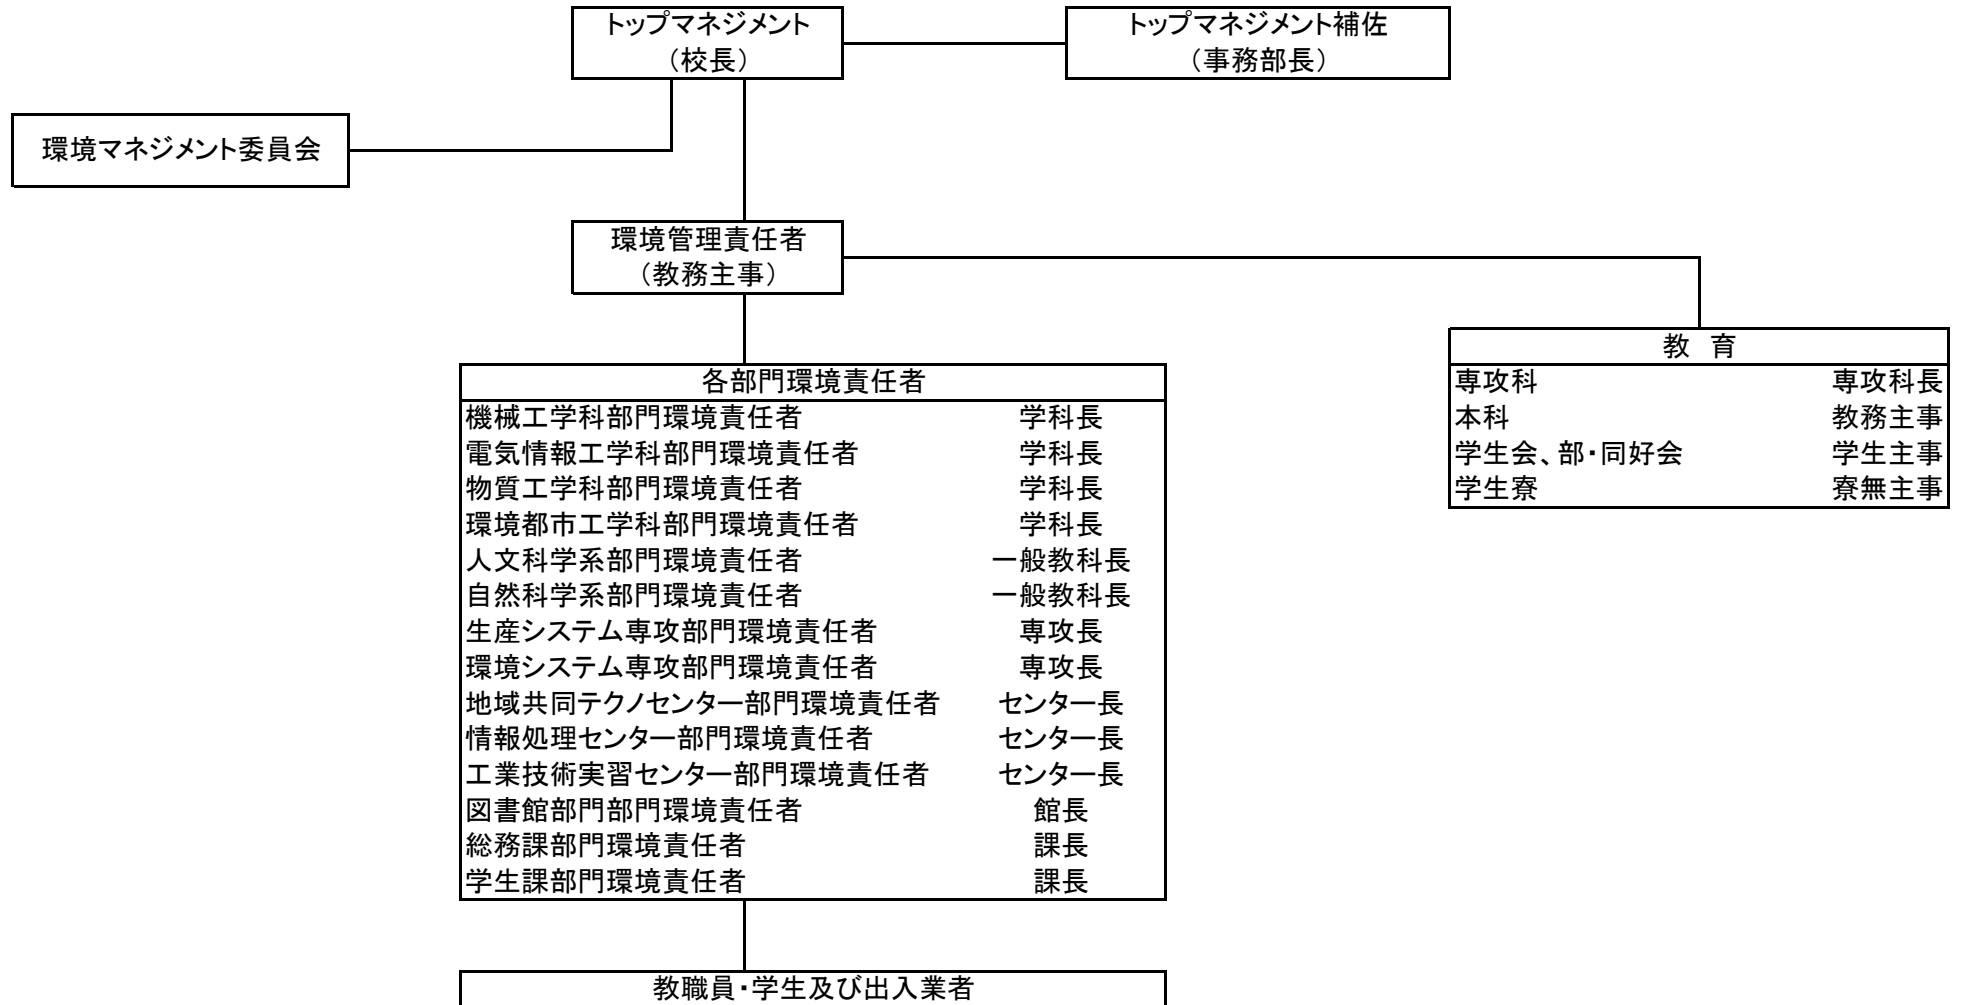 トップマネジメント
（校長）
トップマネジメント補佐
（事務部長）
環境マネジメント委員会
環境管理責任者
（教務主事）
教　育
専攻科 専攻科長
本科 教務主事
学生会、部・同好会 学生主事
学生寮 寮無主事
各部門環境責任者
機械工学科部門環境責任者 学科長
電気情報工学科部門環境責任者 学科長
物質工学科部門環境責任者 学科長
環境都市工学科部門環境責任者 学科長
人文科学系部門環境責任者 一般教科長
自然科学系部門環境責任者 一般教科長
生産システム専攻部門環境責任者 専攻長
環境システム専攻部門環境責任者 専攻長
地域共同テクノセンター部門環境責任者 センター長
情報処理センター部門環境責任者 センター長
工業技術実習センター部門環境責任者 センター長
図書館部門部門環境責任者 館長
総務課部門環境責任者 課長
学生課部門環境責任者 課長
教職員・学生及び出入業者